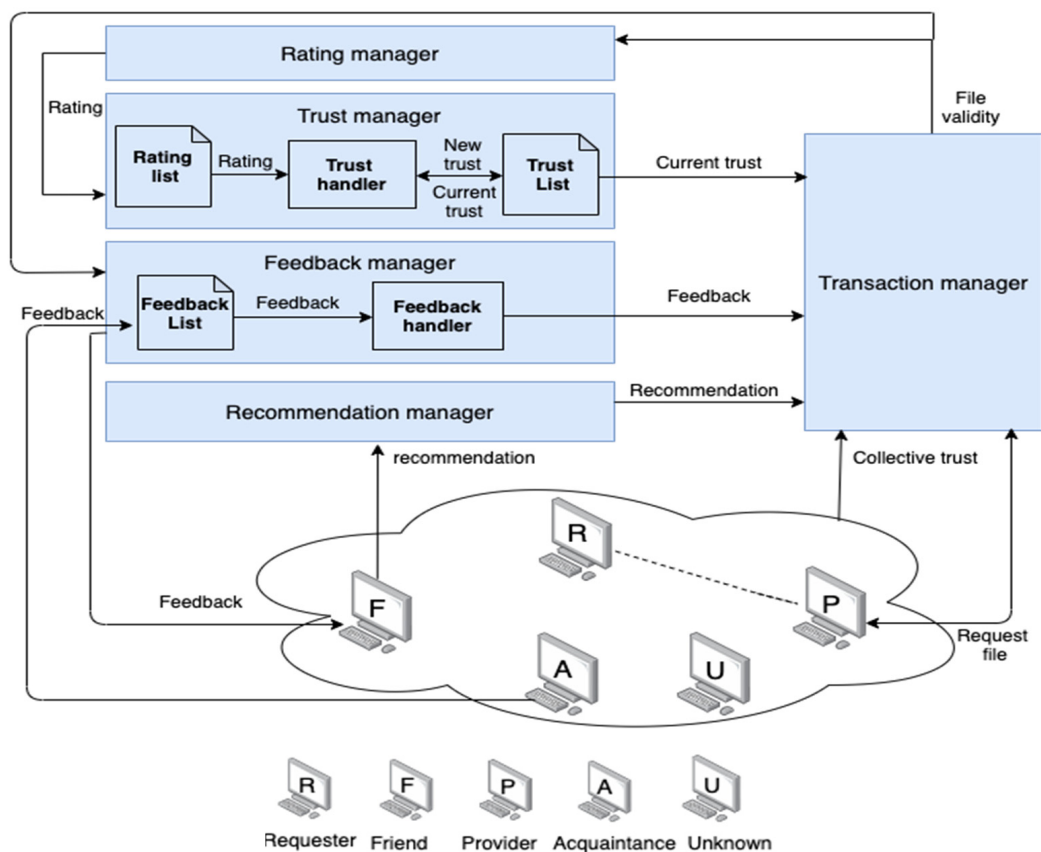 Rating manager
Rating
File
validity
Trust manager
Rating
list
Rating
Trust
handler
New
trust
Current
trust
Trust
List
Current trust
Transaction manager
Feedback manager
Feedback
Feedback
List
Feedback
Feedback
handler
Feedback
Recommendation manager
Recommendation
recommendation
Collective trust
R
Feedback
F
P
Request
file
A
U
R
F
P
A
U
Requester
Friend
Provider
Acquaintance
Unknown